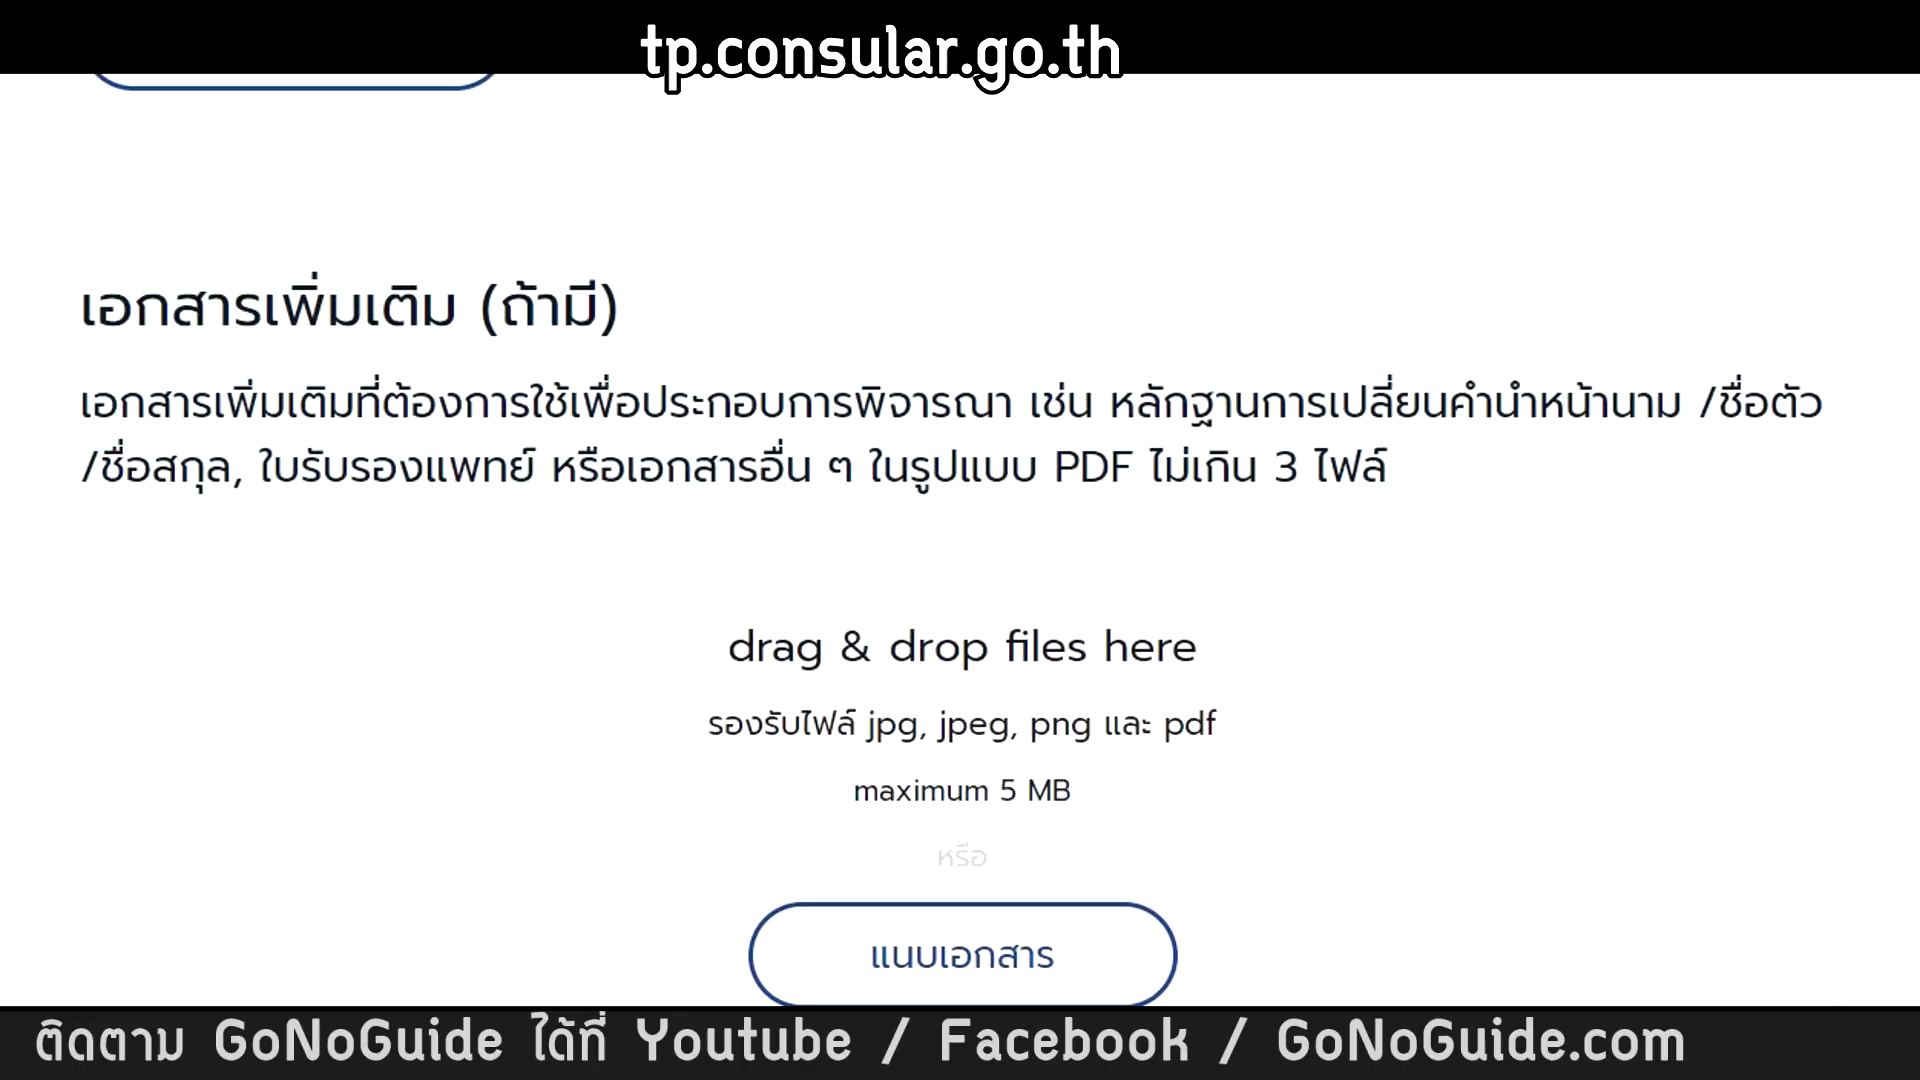 tp.consular.go.th
เอกสารเพิ่มเติม (ถ้ามี)
เอกสารเพิ่มเติมที่ต้องการใช้เพื่อประกอบการพิจารณา เช่น หลักฐานการเปลี่ยนคำนำหน้านาม /ชื่อตัว
/ชื่อสกุล, ใบรับรองแพทย์ หรือเอกสารอื่น ๆ ในรูปแบบ PDF ไม่เกิน 3 ไฟล์
drag & drop files here
รองรับไฟล์ jpg, jpeg, png และ pdf
maximum 5 MB
หรือ
แนบเอกสาร
ติดตาม GoNoGuide ได้ที่ Youtube / Facebook / GoNoGuide.com